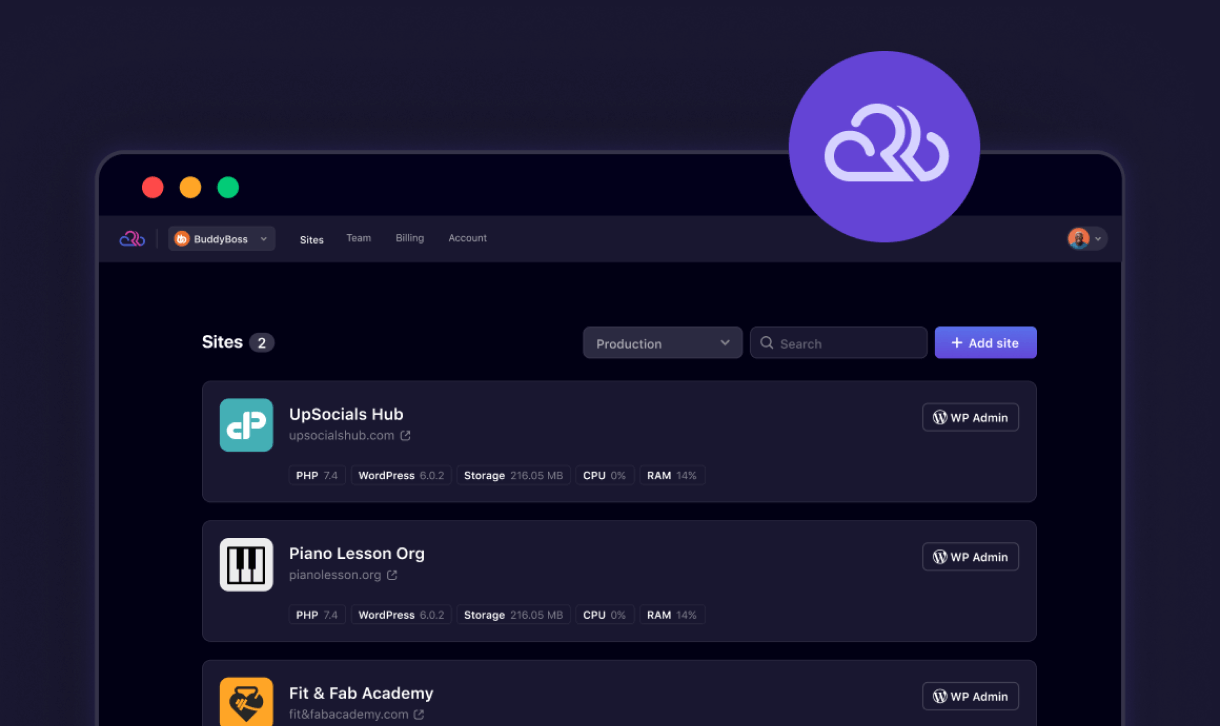 BuddyBoss Sites Team Billing Account
Sites 2 Production Search + Add site
UpSocials Hub WP Admin
upsocialshub.com
PHP 7.4 WordPress 6.0.2 Storage 216.05 MB CPU 0% RAM 14%
Piano Lesson Org WP Admin
pianolesson.org
PHP 7.4 WordPress 6.0.2 Storage 216.05 MB CPU 0% RAM 14%
Fit & Fab Academy WP Admin
fit&fabacademy.com